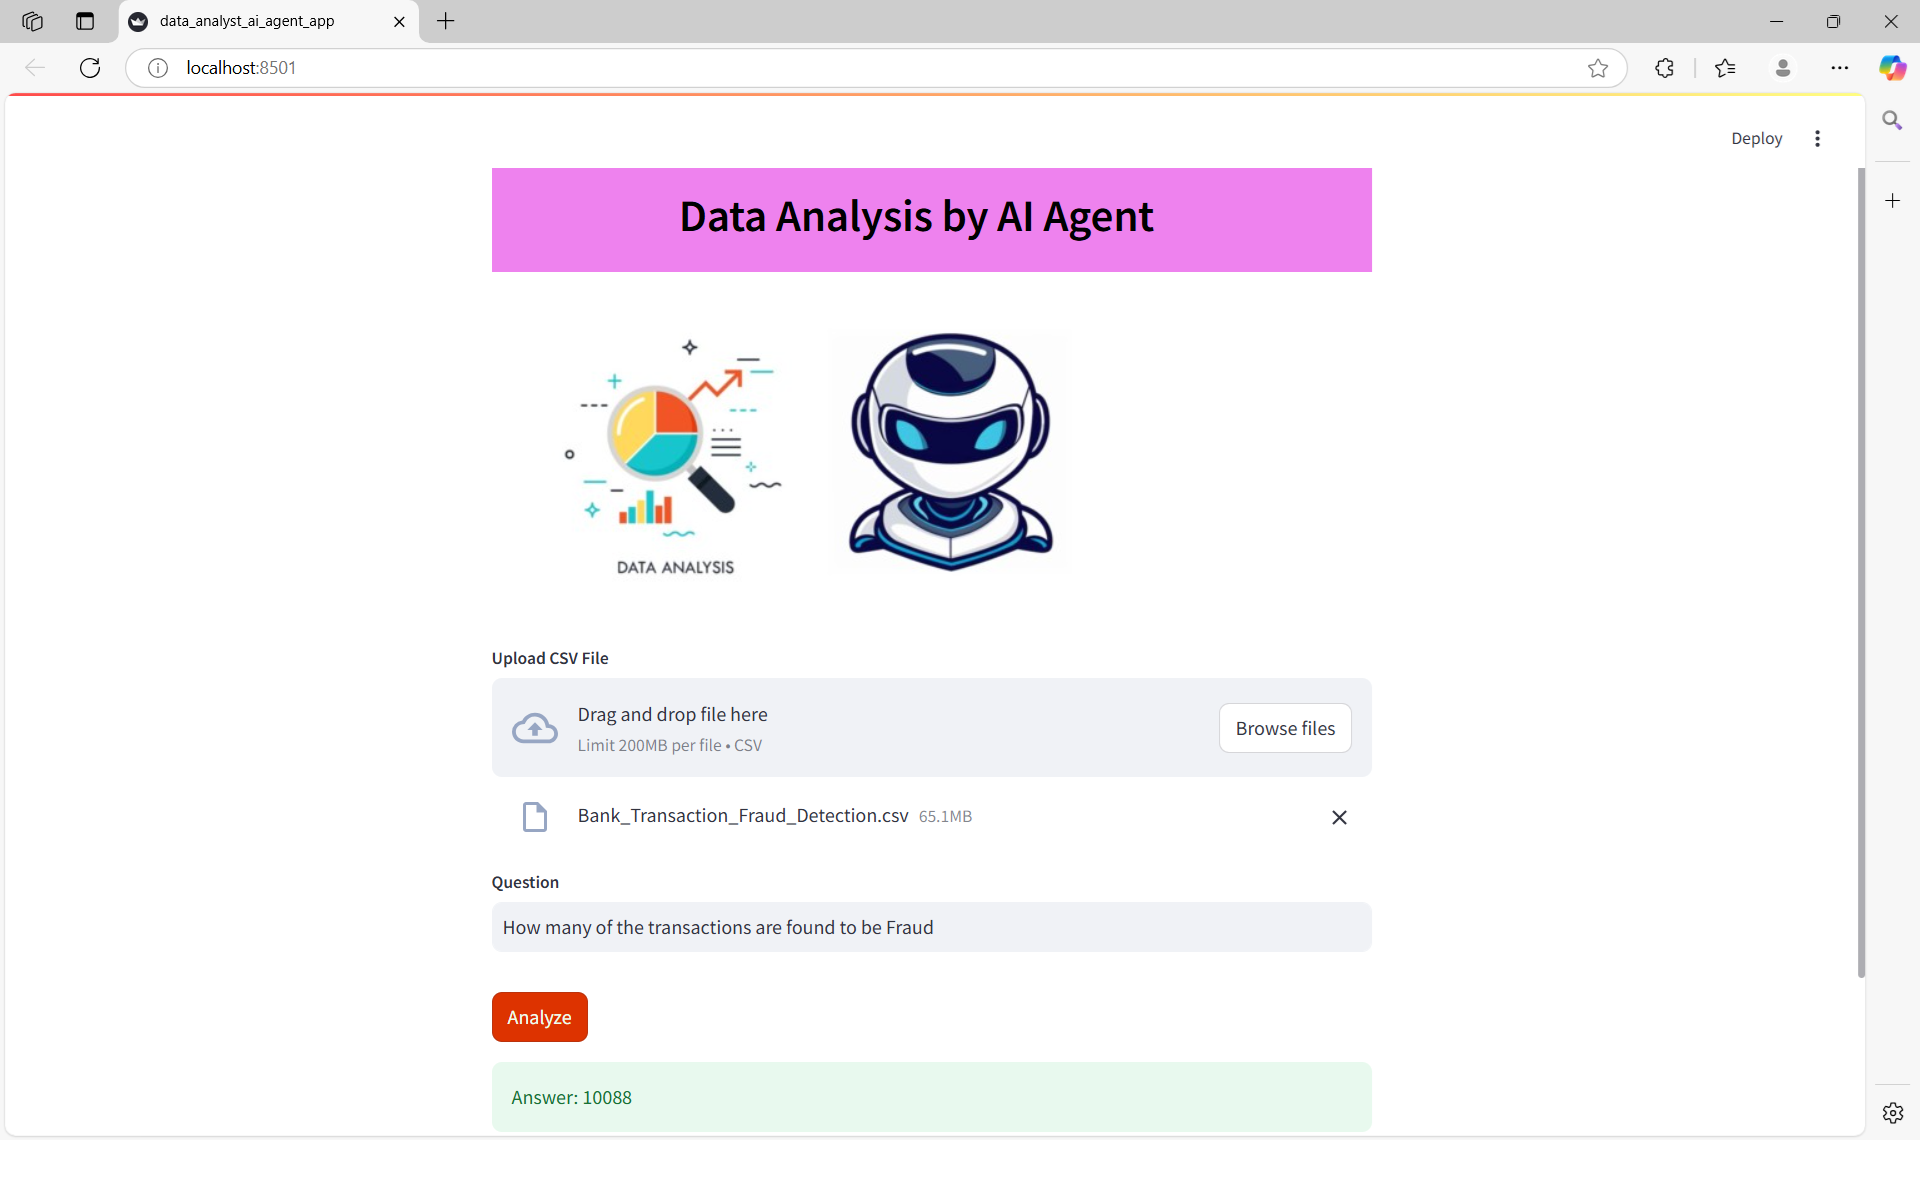 data_analyst_ai_agent_app
localhost:8501
Deploy
Data Analysis by AI Agent
DATA ANALYSIS
Upload CSV File
Drag and drop file here
Limit 200MB per file • CSV
Browse files
Bank_Transaction_Fraud_Detection.csv 65.1MB
Question
How many of the transactions are found to be Fraud
Analyze
Answer: 10088